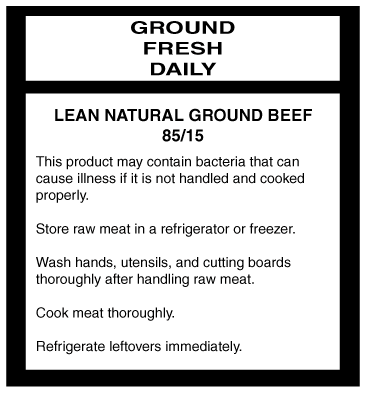 GROUND
FRESH
DAILY
LEAN NATURAL GROUND BEEF
85/15
This product may contain bacteria that can
cause illness if it is not handled and cooked
properly.
Store raw meat in a refrigerator or freezer.
Wash hands, utensils, and cutting boards
thoroughly after handling raw meat.
Cook meat thoroughly.
Refrigerate leftovers immediately.